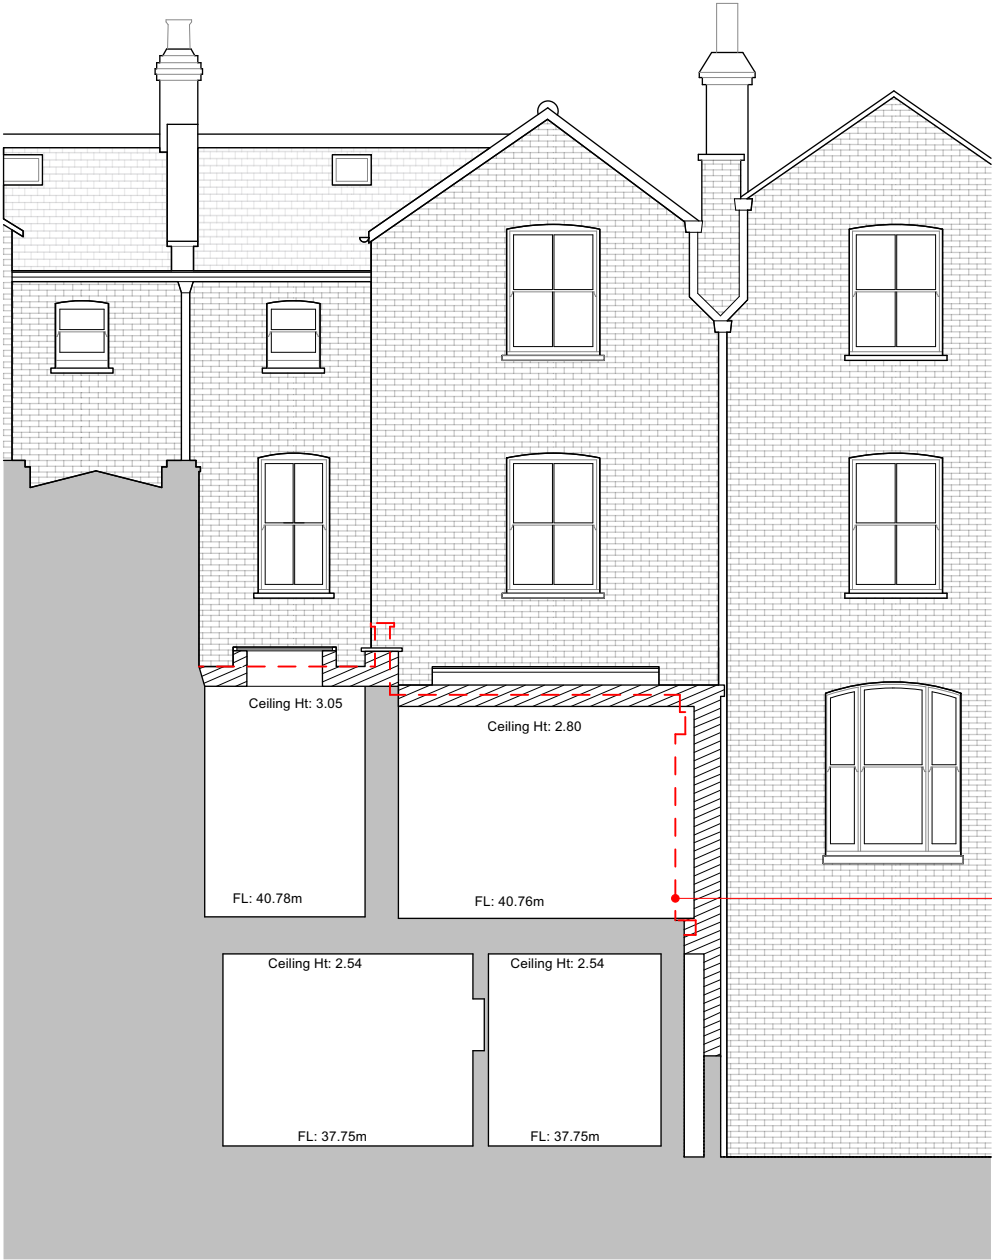 Ceiling Ht: 3.05
Ceiling Ht: 2.80
FL: 40.78m
FL: 40.76m
Ceiling Ht: 2.54
Ceiling Ht: 2.54
FL: 37.75m
FL: 37.75m